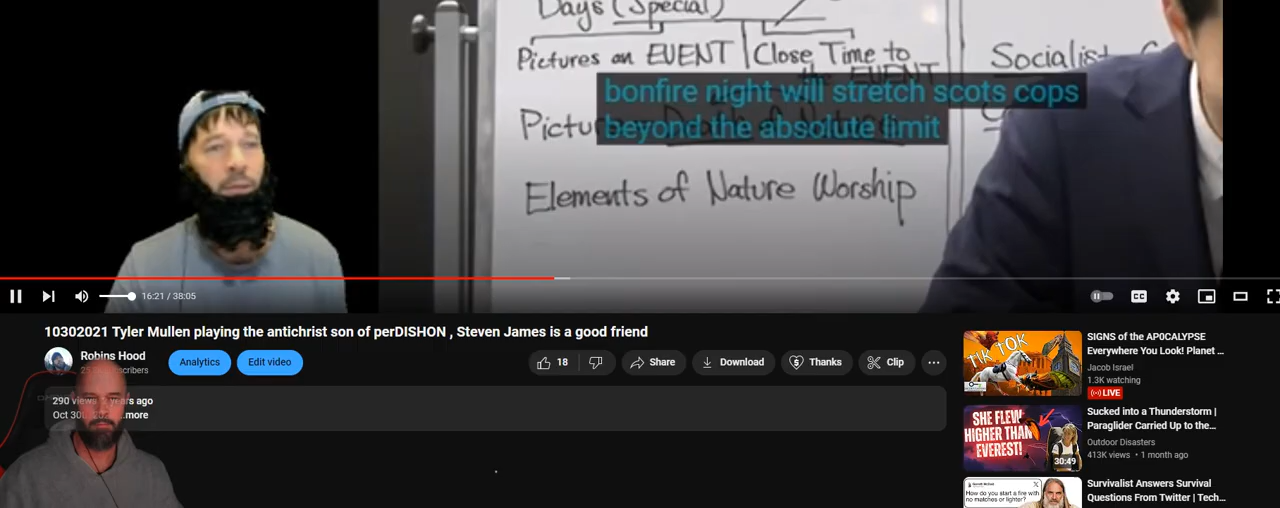 Days (Special)
Pictures on EVENT
Close Time to
the EVENT
Socialist
bonfire night will stretch scots cops
beyond the absolute limit
Elements of Nature Worship
16:21 / 38:05
CC
10302021 Tyler Mullen playing the antichrist son of perDISHON , Steven James is a good friend
Robins Hood
Analytics
Edit video
18
Share
Download
Thanks
Clip
290 views
years ago
Oct 30
...more
TIK TOK
SIGNS of the AP0CALYPSE
Everywhere You Look! Planet ...
Jacob Israel
1.3K watching
LIVE
SHE FLEW
HIGHER THAN
EVEREST!
30:49
Sucked into a Thunderstorm |
Paraglider Carried Up to the...
Outdoor Disasters
413K views • 1 month ago
How do you start a fire with
no matches or lighter?
Survivalist Answers Survival
Questions From Twitter | Tech...